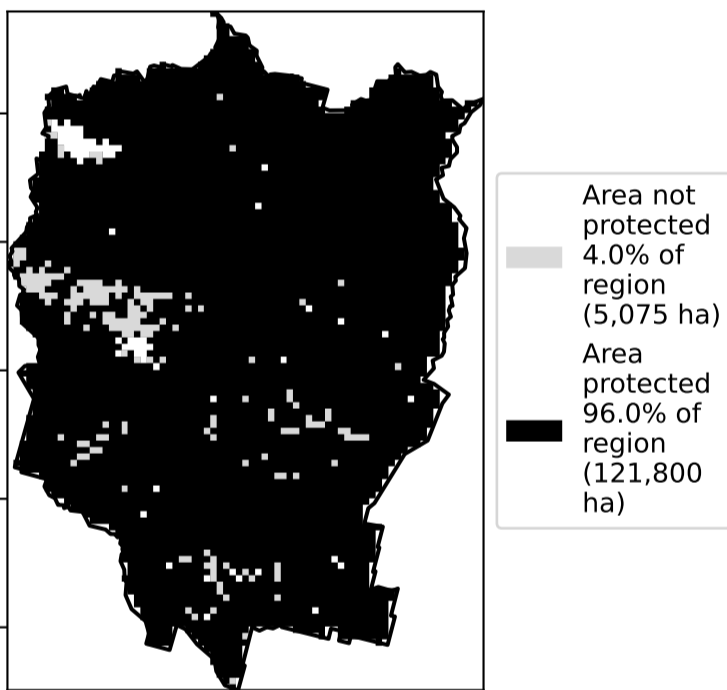 Area not
protected
4.0% of
region
(5,075 ha)
Area
protected
96.0% of
region
(121,800
ha)